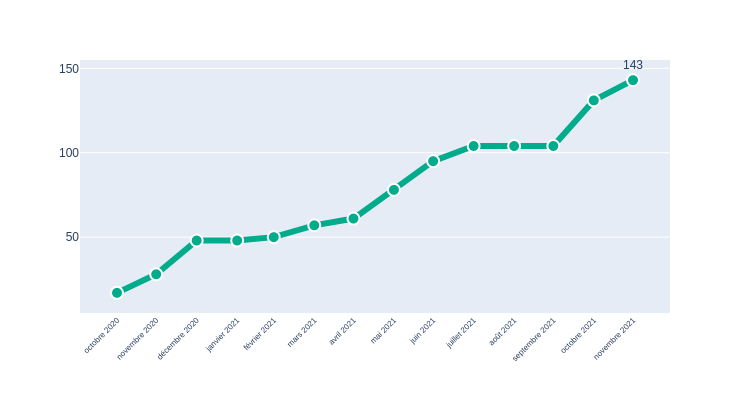 143
150
100
50
octobre 2020
novembre 2020
décembre 2020
janvier 2021
février 2021
mars 2021
avril 2021
mai 2021
juin 2021
juillet 2021
août 2021
septembre 2021
octobre 2021
novembre 2021